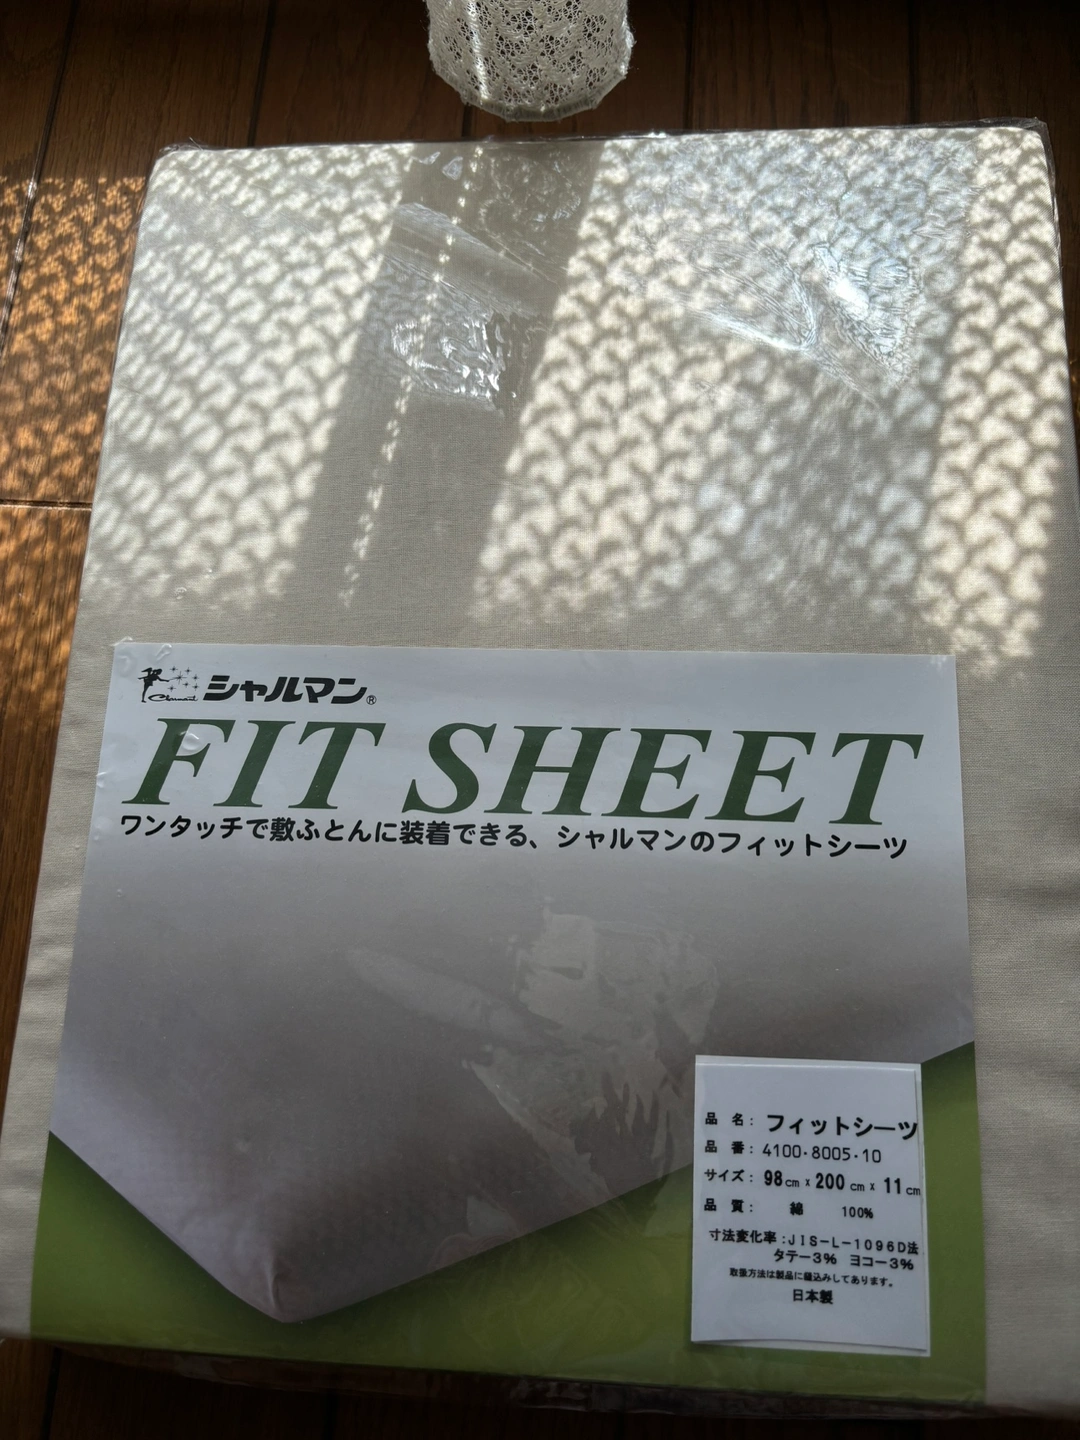 Charmant シャルマン®
FIT SHEET
ワンタッチで敷ふとんに装着できる、シャルマンのフィットシーツ
品 名： フィットシーツ
品 番： 4100-8005-10
サイズ： 98cm x 200cm x 11cm
品 質： 綿 100%
寸法変化率：JIS-L-1096D法
タテ-3% ヨコ-3%
取扱方法は製品に縫込みしてあります。
日本製